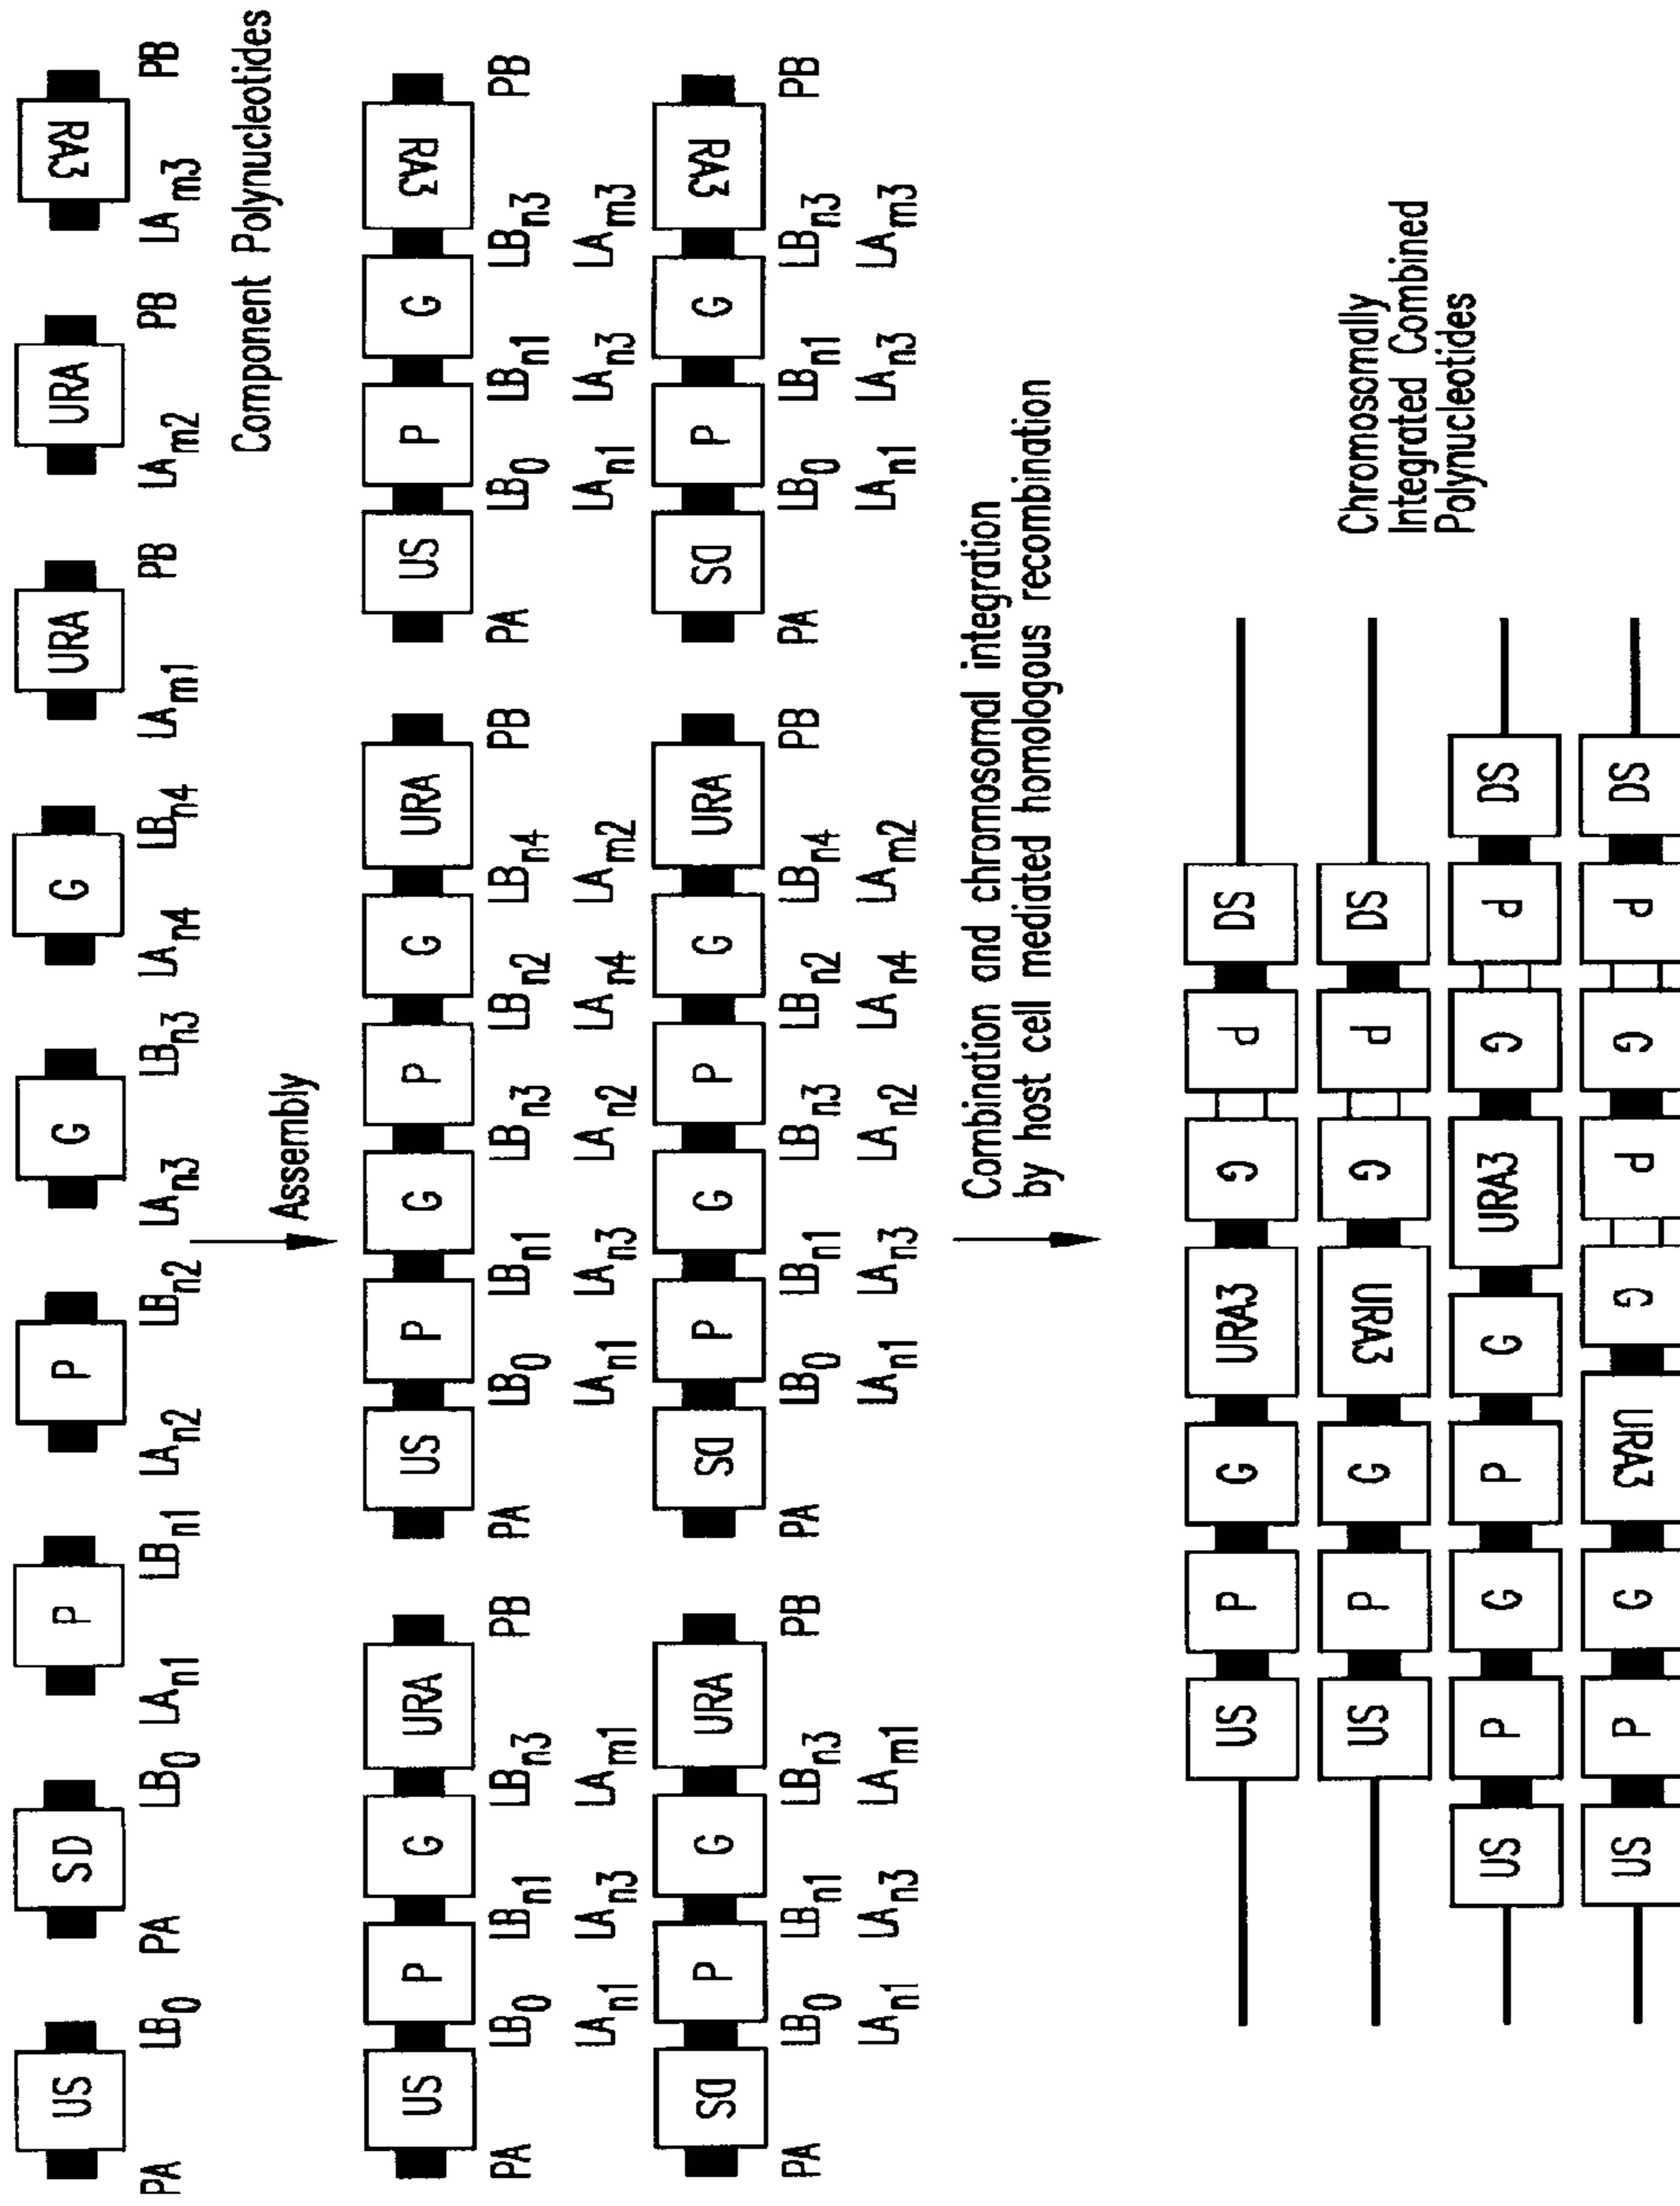 US SD P P G G URA URA RA3
PA LB0 PA LB0 LAn1 LBn1 LAn2 LBn2 LAn3 LBn3 LAn4 LBn4 LAm1 PB LAm2 PB LAm3 PB
Component Polynucleotides
Assembly
US P G URA US P G P G URA US P G RA3
PA LB0 LBn1 LBn3 PB PA LB0 LBn1 LBn3 LBn2 LBn4 PB PA LB0 LBn1 LBn3 PB
LAn1 LAn3 LAm1 LAn1 LAn3 LAn2 LAn4 LAm2 LAn1 LAn3 LAm3
DS P G URA DS P G P G URA DS P G RA3
PA LB0 LBn1 LBn3 PB PA LB0 LBn1 LBn3 LBn2 LBn4 PB PA LB0 LBn1 LBn3 PB
LAn1 LAn3 LAm1 LAn1 LAn3 LAn2 LAn4 LAm2 LAn1 LAn3 LAm3
Combination and chromosomal integration
by host cell mediated homologous recombination
US P G URA3 G P DS
US P G URA3 G P DS
US P G P G URA3 G P DS
US P G URA3 G P G P DS
Chromosomally
Integrated Combined
Polynucleotides